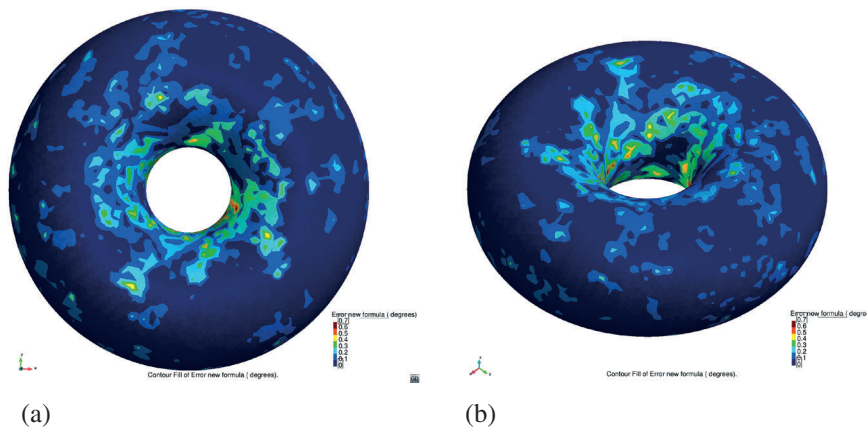 Error new formula ( degrees)
0.7
0.6
0.5
0.4
0.3
0.2
0.1
0
Contour Fill of Error new formula ( degrees).
GiD
(a)
Error new formula ( degre
0.7
0.6
0.5
0.4
0.3
0.2
0.1
0
Contour Fill of Error new formula ( degrees).
(b)